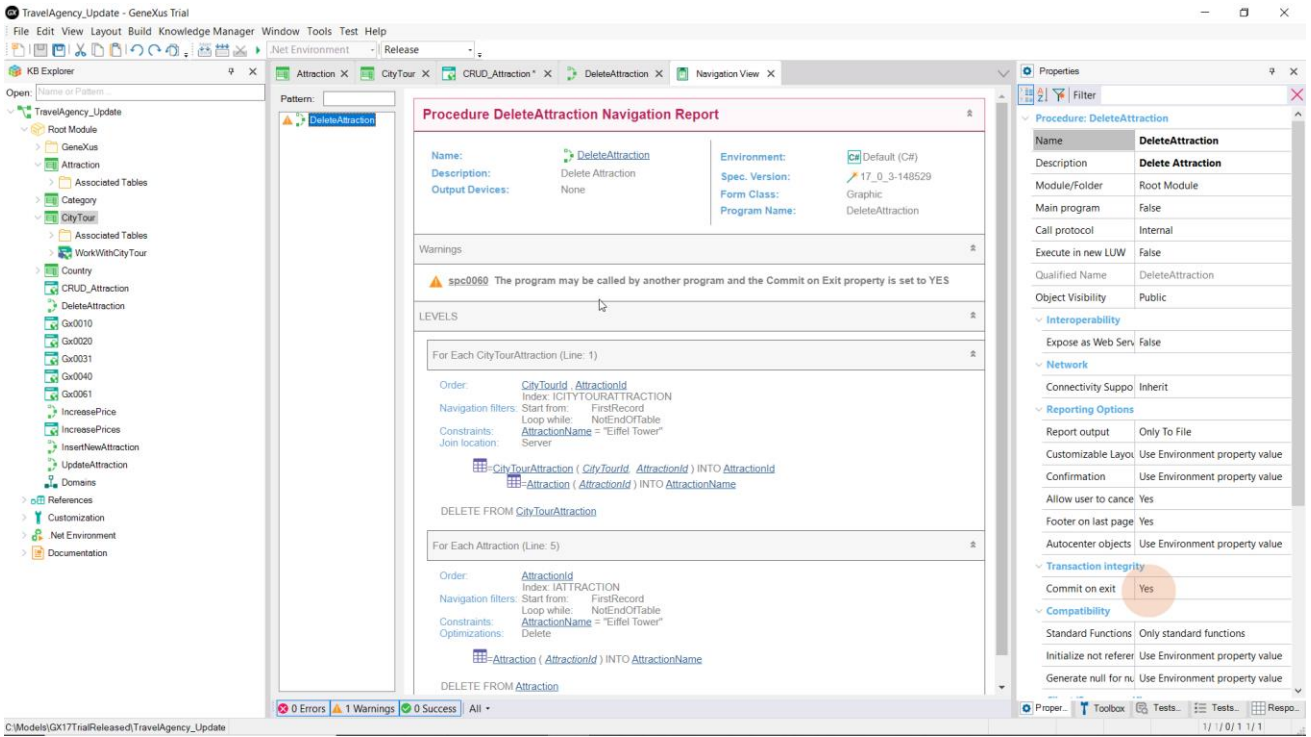 TravelAgency_Update - GeneXus Trial
File Edit View Layout Build Knowledge Manager Window Tools Test Help
.Net Environment Release
KB Explorer
Open: Name or Pattern...
TravelAgency_Update
Root Module
GeneXus
Attraction
Associated Tables
Category
CityTour
Associated Tables
WorkWithCityTour
Country
CRUD_Attraction
DeleteAttraction
Gx0010
Gx0020
Gx0031
Gx0040
Gx0061
IncreasePrice
IncreasePrices
InsertNewAttraction
UpdateAttraction
Domains
References
Customization
.Net Environment
Documentation
Attraction X CityTour X CRUD_Attraction* X DeleteAttraction X Navigation View X
Pattern:
DeleteAttraction
Procedure DeleteAttraction Navigation Report
Name: DeleteAttraction
Description: Delete Attraction
Output Devices: None
Environment: C# Default (C#)
Spec. Version: 17_0_3-148529
Form Class: Graphic
Program Name: DeleteAttraction
Warnings
spc0060 The program may be called by another program and the Commit on Exit property is set to YES
LEVELS
For Each CityTourAttraction (Line: 1)
Order: CityTourId , AttractionId
Index: ICITYTOURATTRACTION
Navigation filters: Start from: FirstRecord
Loop while: NotEndOfTable
Constraints: AttractionName = "Eiffel Tower"
Join location: Server
=CityTourAttraction ( CityTourId, AttractionId ) INTO AttractionId
=Attraction ( AttractionId ) INTO AttractionName
DELETE FROM CityTourAttraction
For Each Attraction (Line: 5)
Order: AttractionId
Index: IATTRACTION
Navigation filters: Start from: FirstRecord
Loop while: NotEndOfTable
Constraints: AttractionName = "Eiffel Tower"
Optimizations: Delete
=Attraction ( AttractionId ) INTO AttractionName
DELETE FROM Attraction
0 Errors 1 Warnings 0 Success All
Properties
Filter
Procedure: DeleteAttraction
Name DeleteAttraction
Description Delete Attraction
Module/Folder Root Module
Main program False
Call protocol Internal
Execute in new LUW False
Qualified Name DeleteAttraction
Object Visibility Public
Interoperability
Expose as Web Serv False
Network
Connectivity Suppo Inherit
Reporting Options
Report output Only To File
Customizable Layou Use Environment property value
Confirmation Use Environment property value
Allow user to cance Yes
Footer on last page Yes
Autocenter objects Use Environment property value
Transaction integrity
Commit on exit Yes
Compatibility
Standard Functions Only standard functions
Initialize not referer Use Environment property value
Generate null for nu Use Environment property value
Proper... Toolbox Tests... Tests... Respo...
C:\Models\GX17TrialReleased\TravelAgency_Update